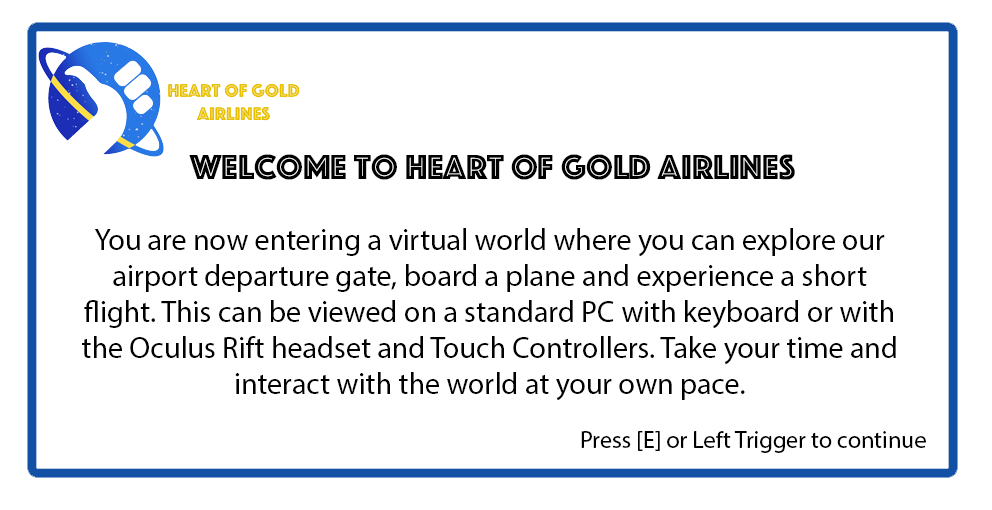 HEART OF GOLD
AIRLINES
WELCOME TO HEART OF GOLD AIRLINES
You are now entering a virtual world where you can explore our
airport departure gate, board a plane and experience a short
flight. This can be viewed on a standard PC with keyboard or with
the Oculus Rift headset and Touch Controllers. Take your time and
interact with the world at your own pace.
Press [E] or Left Trigger to continue